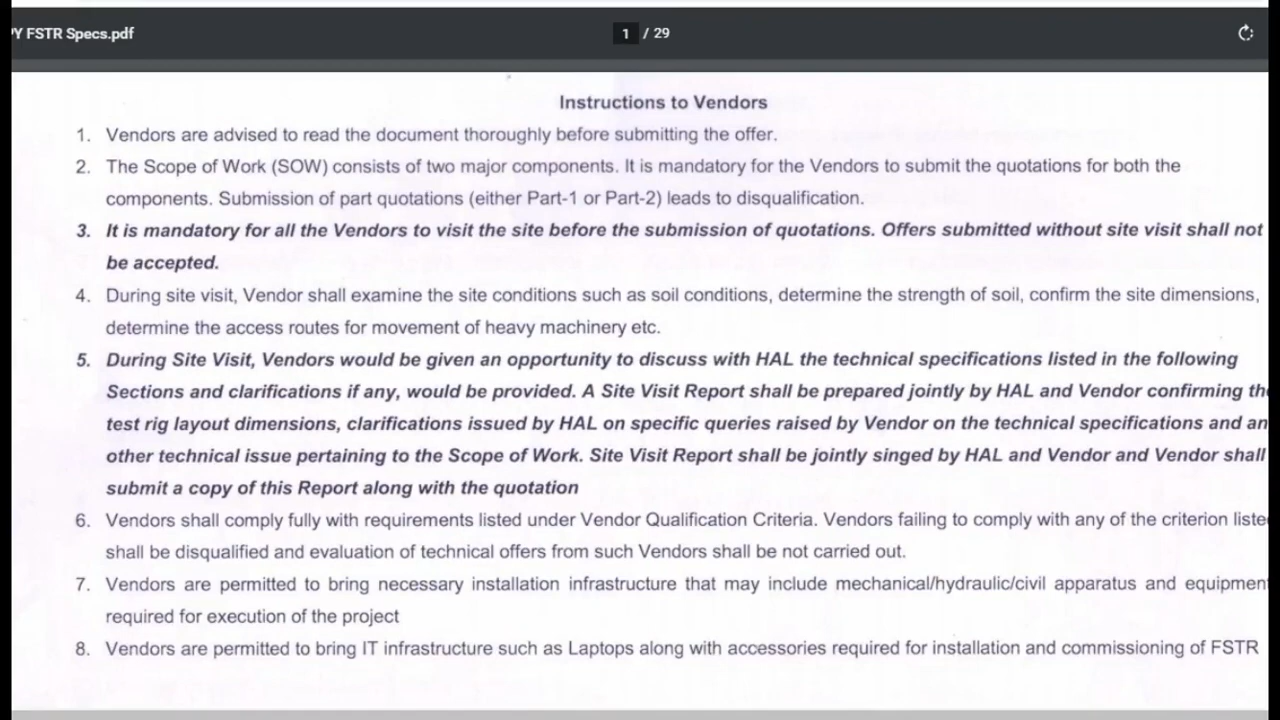 Y FSTR Specs.pdf
1 / 29
Instructions to Vendors
1. Vendors are advised to read the document thoroughly before submitting the offer.
2. The Scope of Work (SOW) consists of two major components. It is mandatory for the Vendors to submit the quotations for both the
components. Submission of part quotations (either Part-1 or Part-2) leads to disqualification.
3. It is mandatory for all the Vendors to visit the site before the submission of quotations. Offers submitted without site visit shall not
be accepted.
4. During site visit, Vendor shall examine the site conditions such as soil conditions, determine the strength of soil, confirm the site dimensions,
determine the access routes for movement of heavy machinery etc.
5. During Site Visit, Vendors would be given an opportunity to discuss with HAL the technical specifications listed in the following
Sections and clarifications if any, would be provided. A Site Visit Report shall be prepared jointly by HAL and Vendor confirming th
test rig layout dimensions, clarifications issued by HAL on specific queries raised by Vendor on the technical specifications and an
other technical issue pertaining to the Scope of Work. Site Visit Report shall be jointly singed by HAL and Vendor and Vendor shall
submit a copy of this Report along with the quotation
6. Vendors shall comply fully with requirements listed under Vendor Qualification Criteria. Vendors failing to comply with any of the criterion liste
shall be disqualified and evaluation of technical offers from such Vendors shall be not carried out.
7. Vendors are permitted to bring necessary installation infrastructure that may include mechanical/hydraulic/civil apparatus and equipment
required for execution of the project
8. Vendors are permitted to bring IT infrastructure such as Laptops along with accessories required for installation and commissioning of FSTR